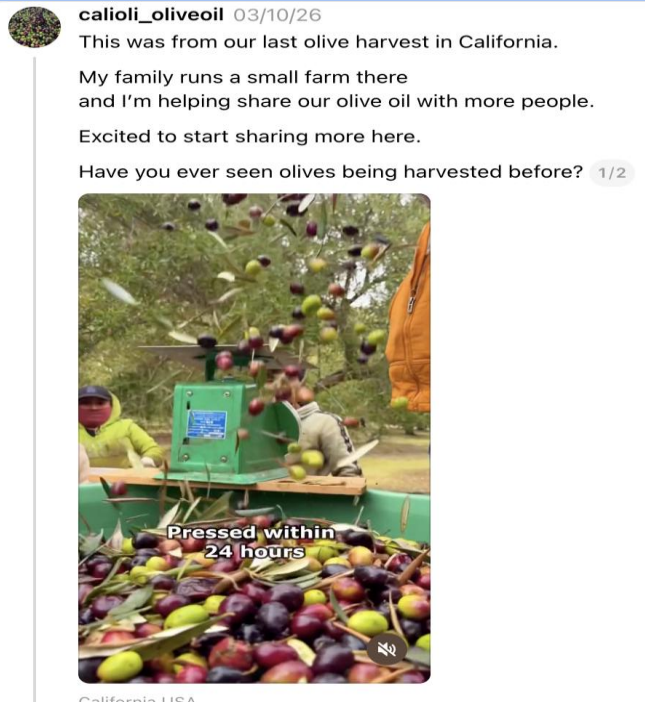 calioli_oliveoil 03/10/26
This was from our last olive harvest in California.
My family runs a small farm there
and I’m helping share our olive oil with more people.
Excited to start sharing more here.
Have you ever seen olives being harvested before? 1/2
Pressed within
24 hours
California USA